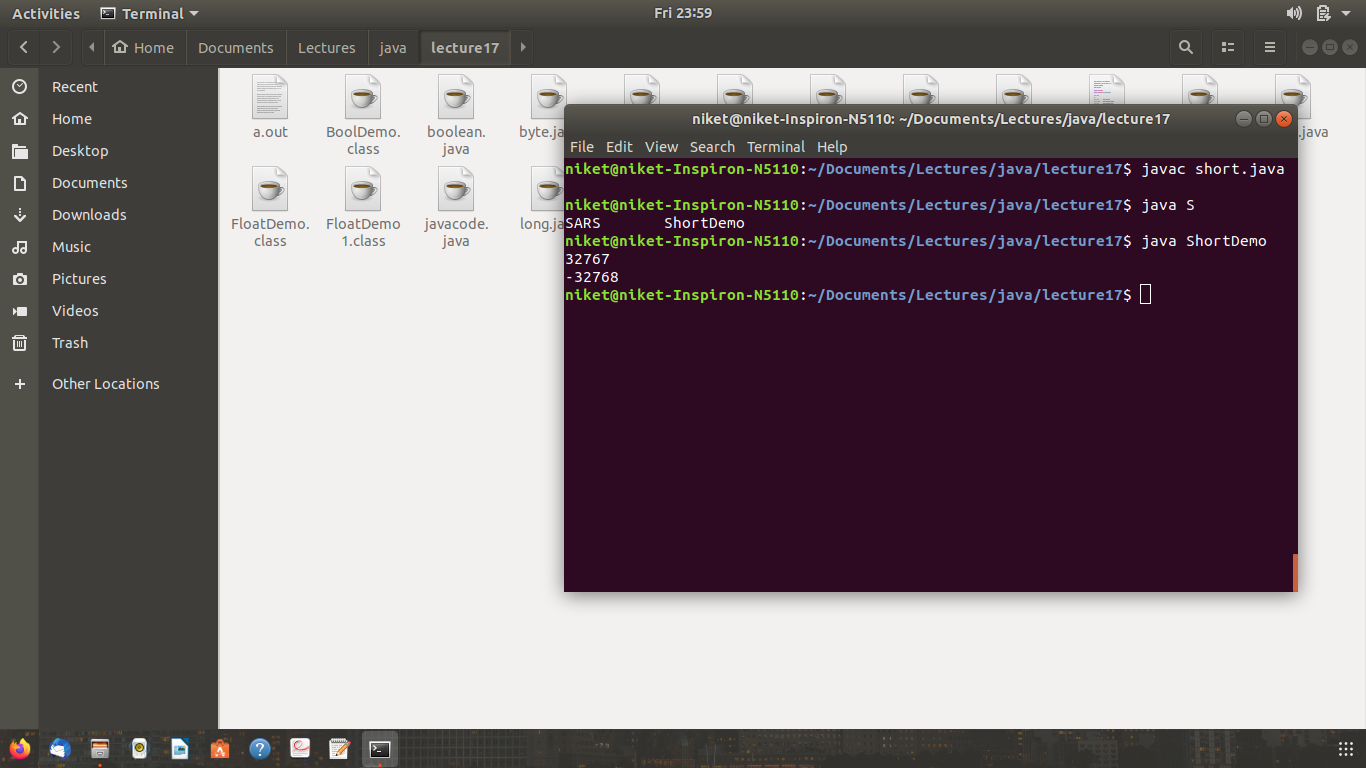 Activities Terminal Fri 23:59
Home Documents Lectures java lecture17
Recent
Home
Desktop
Documents
Downloads
Music
Pictures
Videos
Trash
Other Locations
a.out BoolDemo. boolean. byte.ja .java
class java
FloatDemo. FloatDemo javacode. long.ja
class 1.class java
niket@niket-Inspiron-N5110: ~/Documents/Lectures/java/lecture17
File Edit View Search Terminal Help
niket@niket-Inspiron-N5110:~/Documents/Lectures/java/lecture17$ javac short.java
niket@niket-Inspiron-N5110:~/Documents/Lectures/java/lecture17$ java S
SARS ShortDemo
niket@niket-Inspiron-N5110:~/Documents/Lectures/java/lecture17$ java ShortDemo
32767
-32768
niket@niket-Inspiron-N5110:~/Documents/Lectures/java/lecture17$